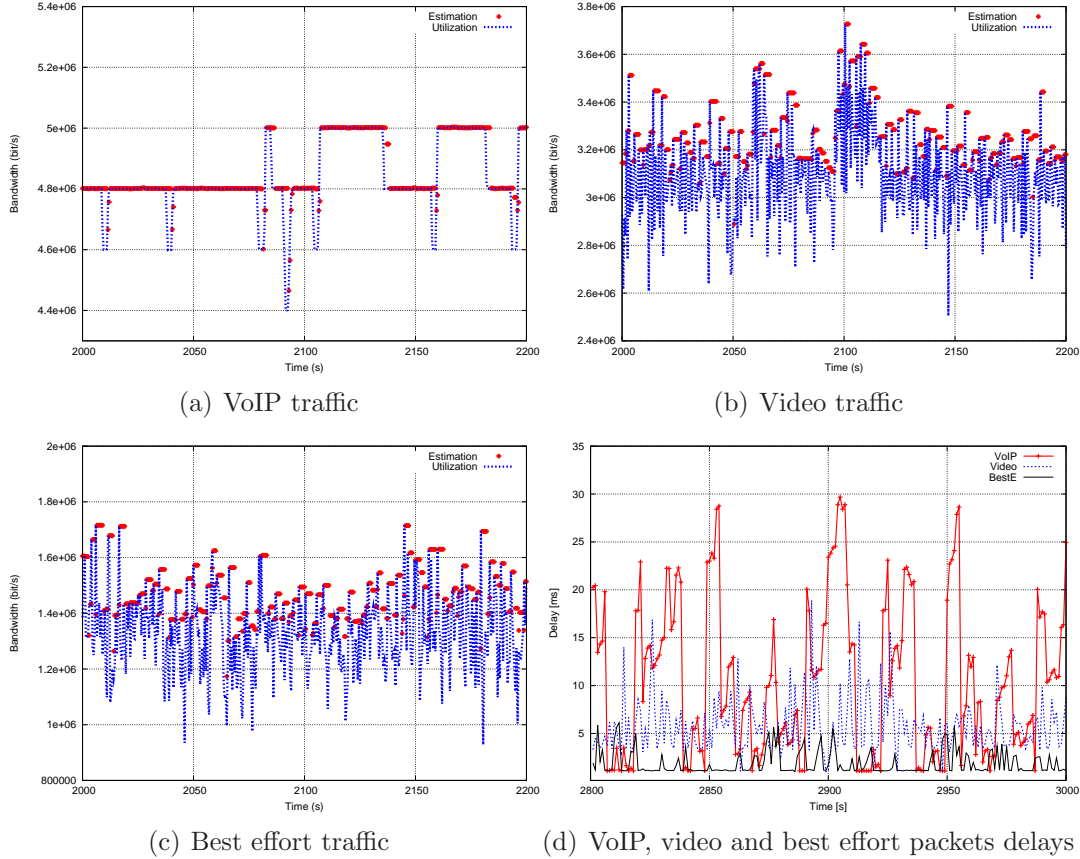 5.4e+06
5.2e+06
5e+06
4.8e+06
4.6e+06
4.4e+06
Bandwidth (bit/s)
2000 2050 2100 2150 2200
Time (s)
Estimation
Utilization
(a) VoIP traffic
3.8e+06
3.6e+06
3.4e+06
3.2e+06
3e+06
2.8e+06
2.6e+06
2.4e+06
Bandwidth (bit/s)
2000 2050 2100 2150 2200
Time (s)
Estimation
Utilization
(b) Video traffic
2e+06
1.8e+06
1.6e+06
1.4e+06
1.2e+06
1e+06
800000
Bandwidth (bit/s)
2000 2050 2100 2150 2200
Time (s)
Estimation
Utilization
(c) Best effort traffic
35
30
25
20
15
10
5
Delay [ms]
2800 2850 2900 2950 3000
Time [s]
VoIP
Video
BestE
(d) VoIP, video and best effort packets delays